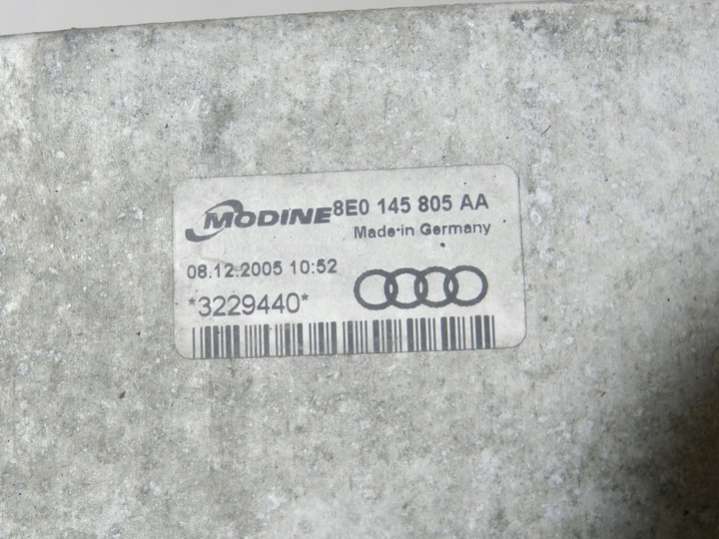 MODINE 8E0 145 805 AA
Made in Germany
08.12.2005 10:52
*3229440*